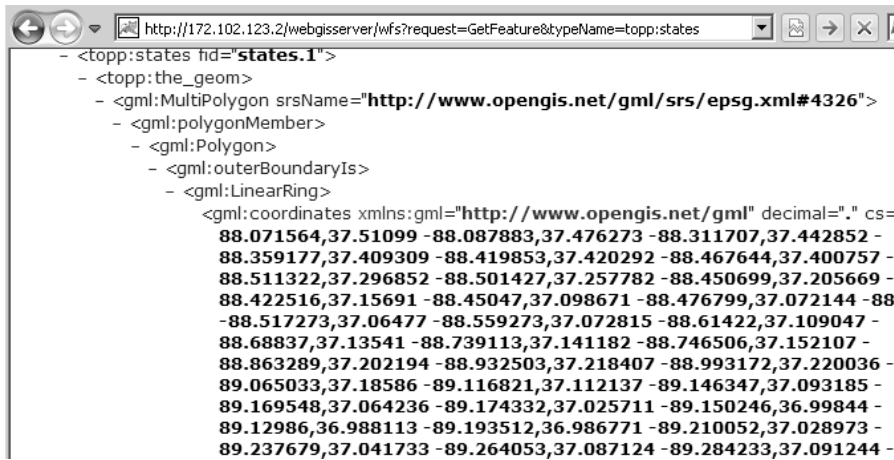 http://172.102.123.2/webgisserver/wfs?request=GetFeature&typeName=topp:states
- <topp:states fid="states.1">
- <topp:the_geom>
- <gml:MultiPolygon srsName="http://www.opengis.net/gml/srs/epsg.xml#4326">
- <gml:polygonMember>
- <gml:Polygon>
- <gml:outerBoundaryIs>
- <gml:LinearRing>
<gml:coordinates xmlns:gml="http://www.opengis.net/gml" decimal="." cs=
88.071564,37.51099 -88.087883,37.476273 -88.311707,37.442852 -
88.359177,37.409309 -88.419853,37.420292 -88.467644,37.400757 -
88.511322,37.296852 -88.501427,37.257782 -88.450699,37.205669 -
88.422516,37.15691 -88.45047,37.098671 -88.476799,37.072144 -88
-88.517273,37.06477 -88.559273,37.072815 -88.61422,37.109047 -
88.68837,37.13541 -88.739113,37.141182 -88.746506,37.152107 -
88.863289,37.202194 -88.932503,37.218407 -88.993172,37.220036 -
89.065033,37.18586 -89.116821,37.112137 -89.146347,37.093185 -
89.169548,37.064236 -89.174332,37.025711 -89.150246,36.99844 -
89.12986,36.988113 -89.193512,36.986771 -89.210052,37.028973 -
89.237679,37.041733 -89.264053,37.087124 -89.284233,37.091244 -